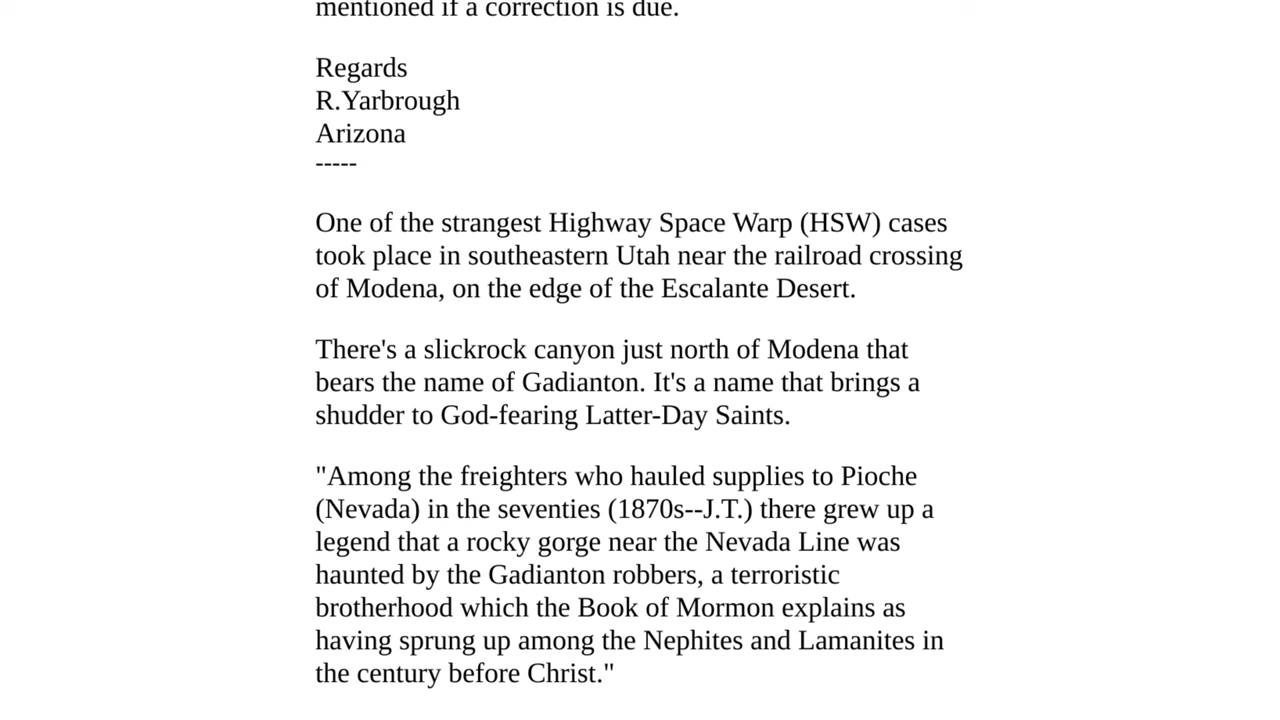 mentioned if a correction is due.
Regards
R.Yarbrough
Arizona
-----
One of the strangest Highway Space Warp (HSW) cases
took place in southeastern Utah near the railroad crossing
of Modena, on the edge of the Escalante Desert.
There's a slickrock canyon just north of Modena that
bears the name of Gadianton. It's a name that brings a
shudder to God-fearing Latter-Day Saints.
"Among the freighters who hauled supplies to Pioche
(Nevada) in the seventies (1870s--J.T.) there grew up a
legend that a rocky gorge near the Nevada Line was
haunted by the Gadianton robbers, a terroristic
brotherhood which the Book of Mormon explains as
having sprung up among the Nephites and Lamanites in
the century before Christ."